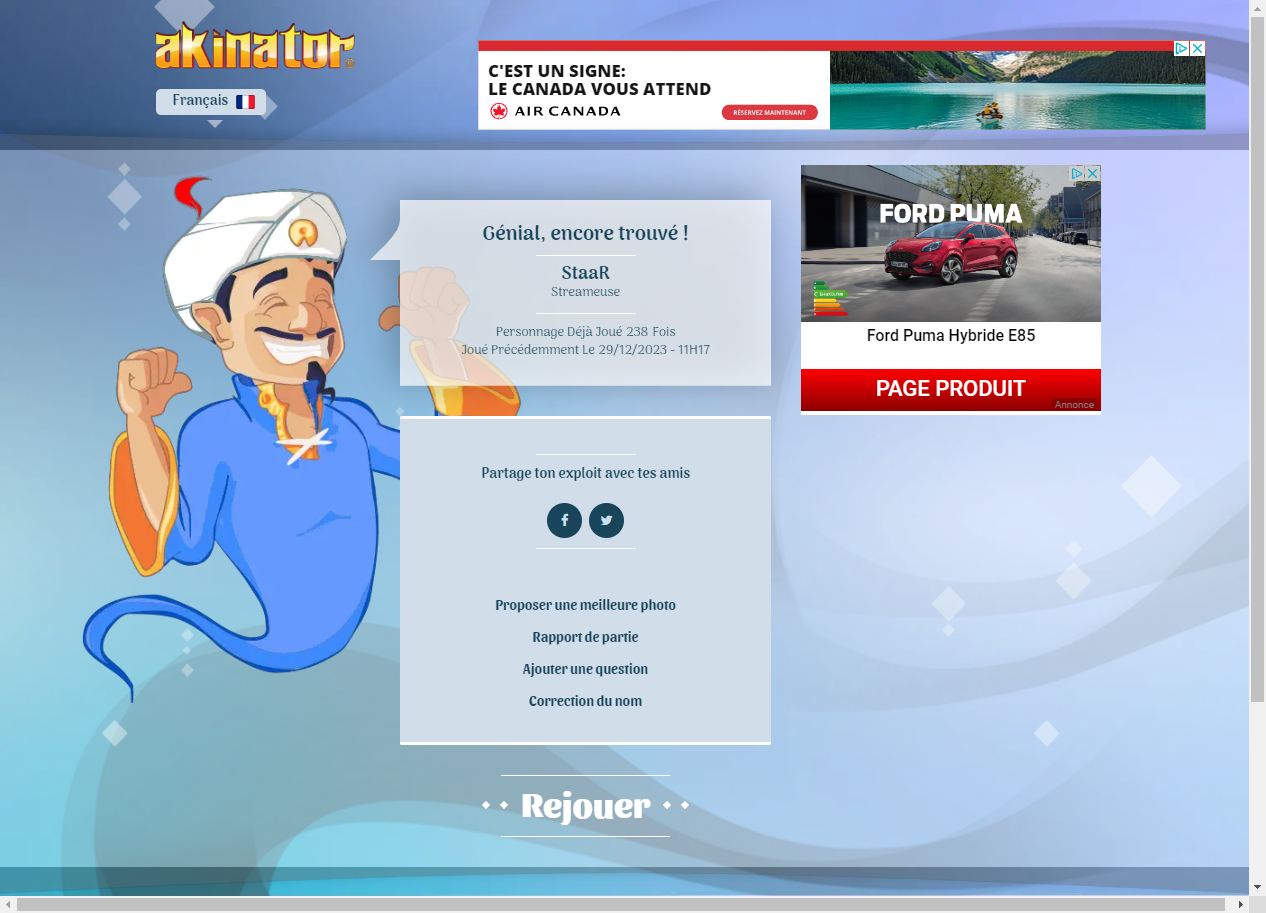 akinator
Français
C'EST UN SIGNE:
LE CANADA VOUS ATTEND
AIR CANADA
RÉSERVEZ MAINTENANT
Génial, encore trouvé !
StaaR
Streameuse
Personnage Déjà Joué 238 Fois
Joué Précédemment Le 29/12/2023 - 11H17
FORD PUMA
Ford Puma Hybride E85
PAGE PRODUIT
Annonce
Partage ton exploit avec tes amis
Proposer une meilleure photo
Rapport de partie
Ajouter une question
Correction du nom
Rejouer